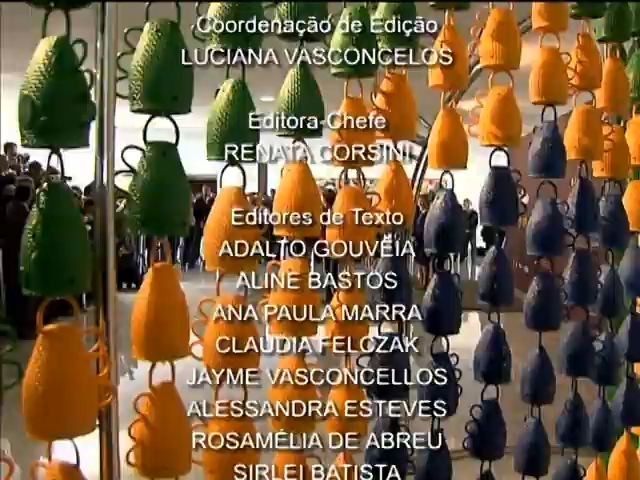 Coordenação de Edição
LUCIANA VASCONCELOS
Editora-Chefe
RENATA CORSINI
Editores de Texto
ADALTO GOUVEIA
ALINE BASTOS
ANA PAULA MARRA
CLAUDIA FELCZAK
JAYME VASCONCELLOS
ALESSANDRA ESTEVES
ROSAMÉLIA DE ABREU
SIRLEI BATISTA